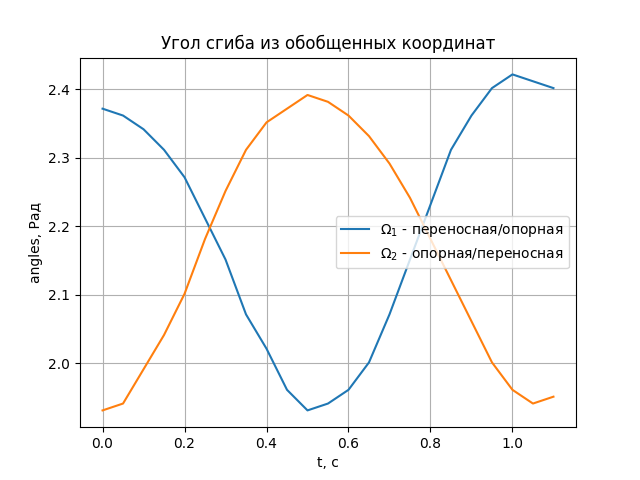 Угол сгиба из обобщенных координат
angles, Рад
2.4
2.3
2.2
2.1
2.0
Ω₁ - переносная/опорная
Ω₂ - опорная/переносная
0.0 0.2 0.4 0.6 0.8 1.0
t, с